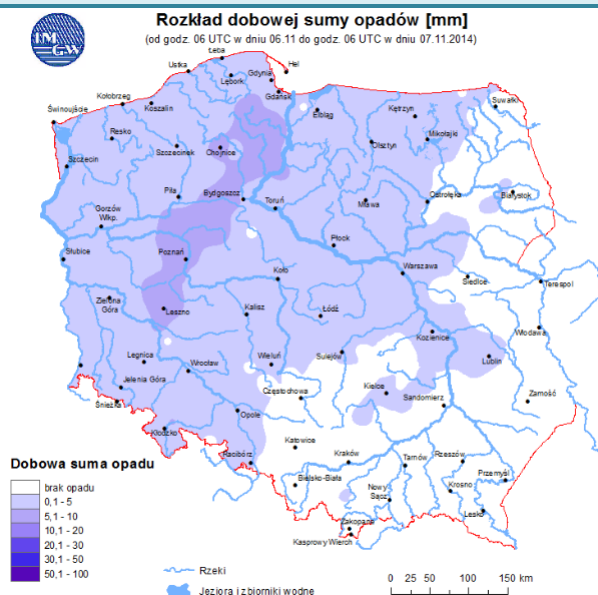 IM
GW
Rozkład dobowej sumy opadów [mm]
(od godz. 06 UTC w dniu 06.11 do godz. 06 UTC w dniu 07.11.2014)
Łeba
Hel
Ustka
Gdynia
Lębork
Gdańsk
Kołobrzeg
Koszalin
Suwałki
Świnoujście
Elbląg
Kętrzyn
Resko
Mikołajki
Szczecinek
Chojnice
Olsztyn
Szczecin
Piła
Bydgoszcz
Toruń
Mława
Ostrołęka
Białystok
Gorzów
Wlkp.
Płock
Słubice
Poznań
Koło
Warszawa
Siedlce
Terespol
Zielona
Góra
Leszno
Kalisz
Łódź
Kozienice
Włodawa
Legnica
Wrocław
Wieluń
Sulejów
Lublin
Jelenia Góra
Kielce
Częstochowa
Sandomierz
Zamość
Śnieżka
Opole
Kłodzko
Katowice
Racibórz
Kraków
Tarnów
Rzeszów
Bielsko-Biała
Przemyśl
Nowy
Sącz
Krosno
Lesko
Zakopane
Kasprowy Wierch
Dobowa suma opadu
brak opadu
0,1 - 5
5,1 - 10
10,1 - 20
20,1 - 30
30,1 - 50
50,1 - 100
Rzeki
Jeziora i zbiorniki wodne
0 25 50 100 150 km